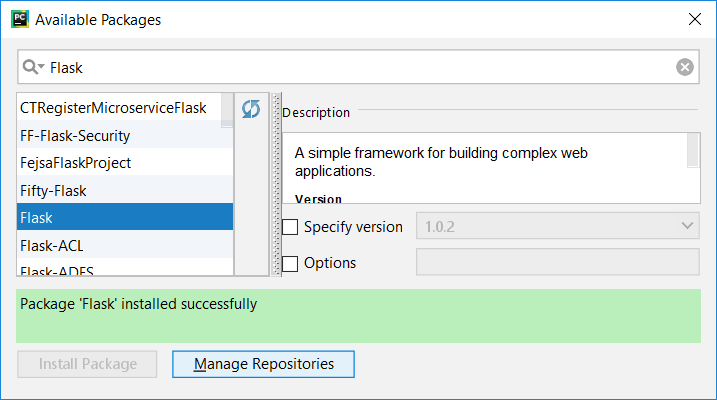 PC
Available Packages
Flask
CTRegisterMicroserviceFlask
FF-Flask-Security
FejsaFlaskProject
Fifty-Flask
Flask
Flask-ACL
Flask-ADFS
Description
A simple framework for building complex web
applications.
Version
Specify version
1.0.2
Options
Package 'Flask' installed successfully
Install Package
Manage Repositories